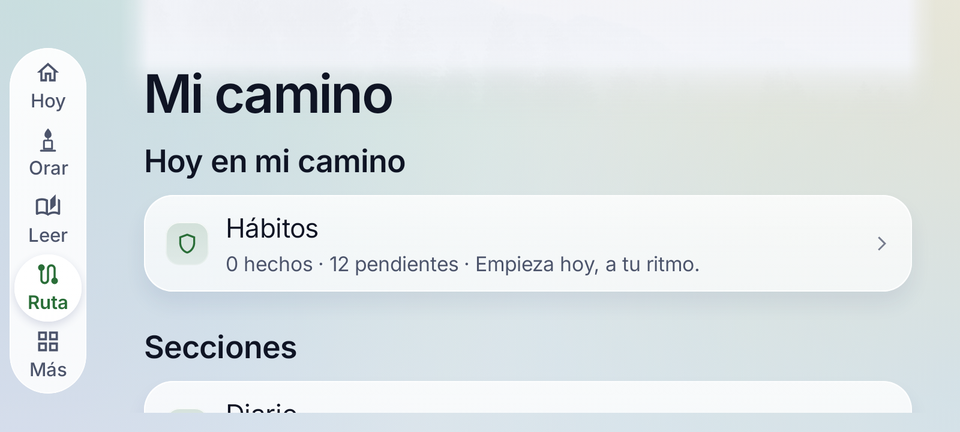 Mi camino
Hoy en mi camino
Hábitos
0 hechos · 12 pendientes · Empieza hoy, a tu ritmo.
Secciones
Diario
Hoy
Orar
Leer
Ruta
Más